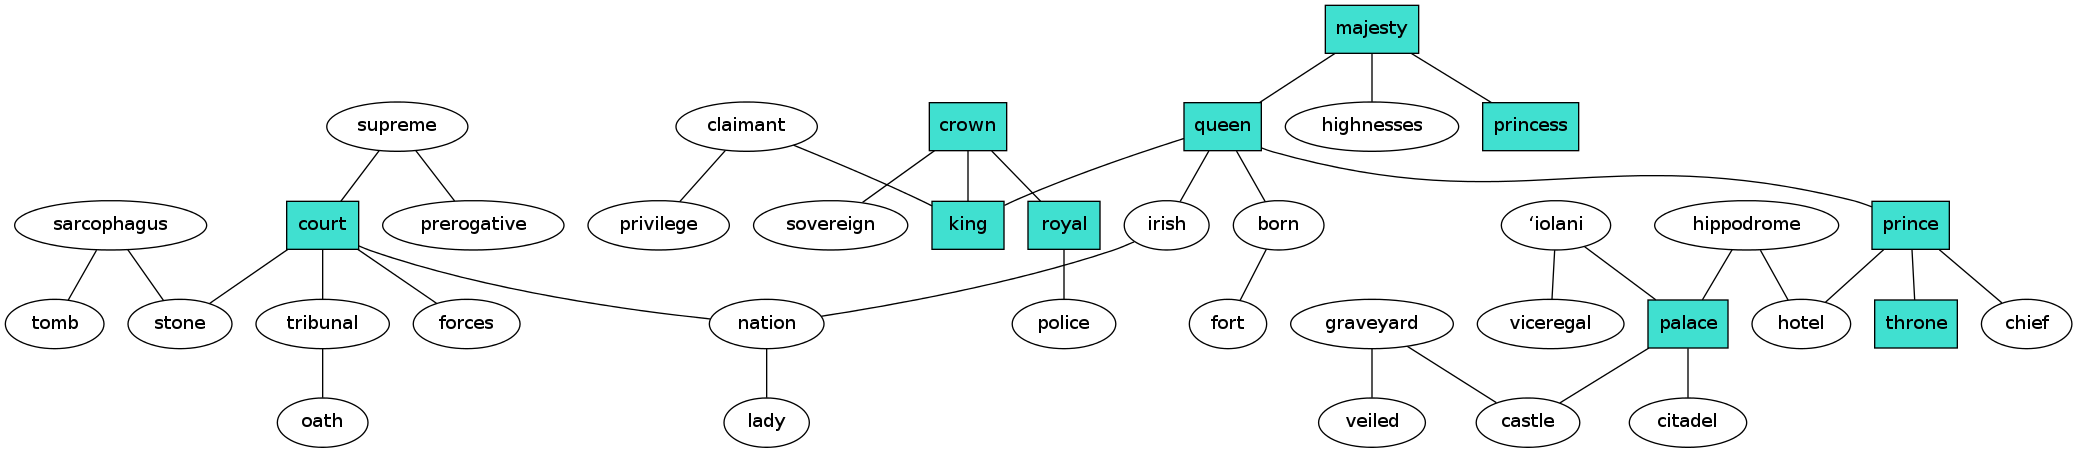 majesty
supreme
claimant
crown
queen
highnesses
princess
sarcophagus
court
prerogative
privilege
sovereign
king
royal
irish
born
‘iolani
hippodrome
prince
tomb
stone
tribunal
forces
nation
police
fort
graveyard
viceregal
palace
hotel
throne
chief
oath
lady
veiled
castle
citadel